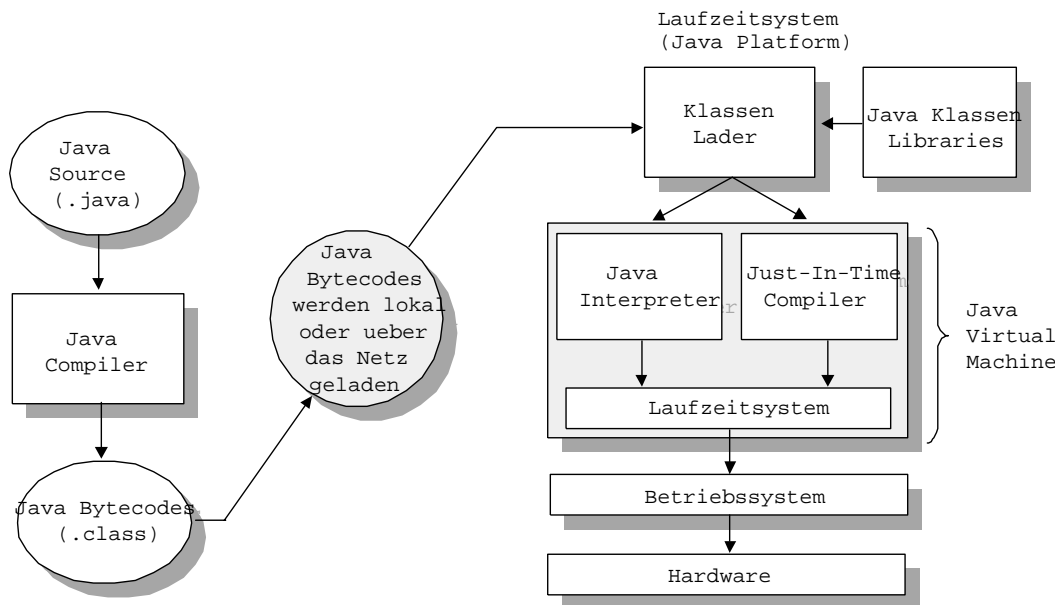 Laufzeitsystem
(Java Platform)
Klassen
Lader
Java Klassen
Libraries
Java
Source
(.java)
Java
Compiler
Java Bytecodes
(.class)
Java
Bytecodes
werden lokal
oder ueber
das Netz
geladen
Java
Interpreter
Just-In-Time
Compiler
Laufzeitsystem
Java
Virtual
Machine
Betriebssystem
Hardware